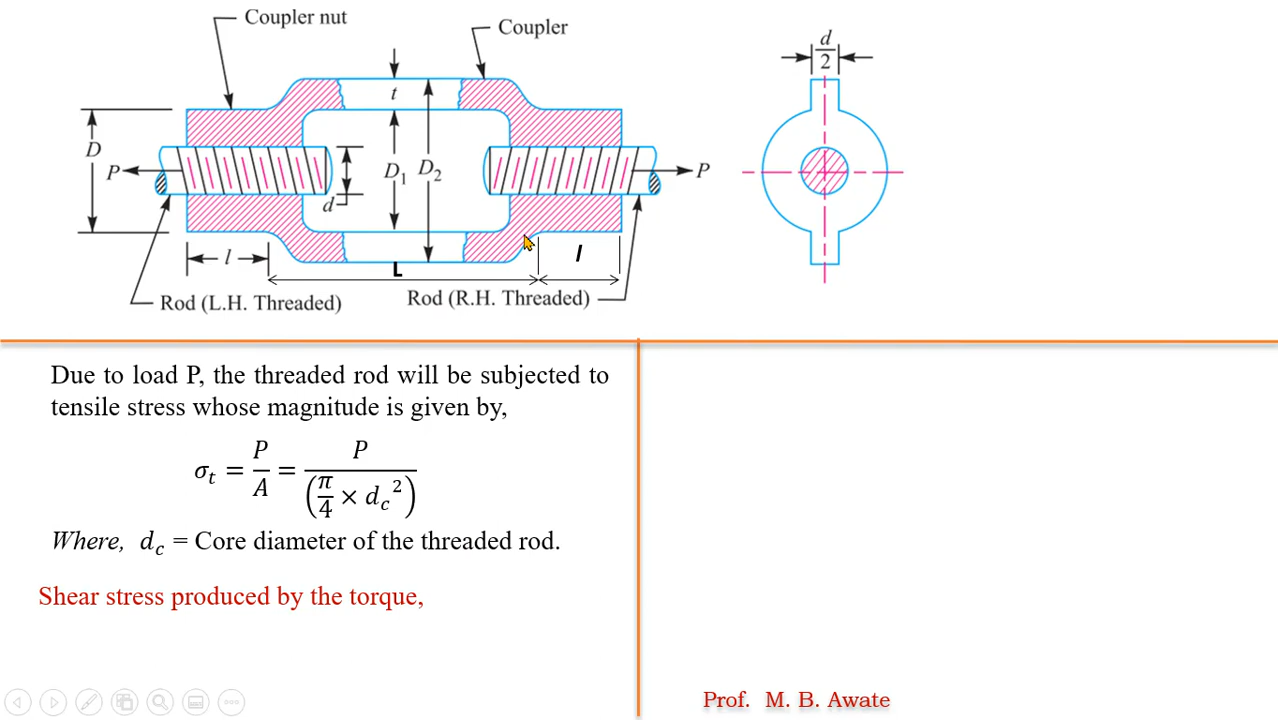 Coupler nut
Coupler
d
2
t
D
P
D₁ D₂
P
d
l
L
l
Rod (L.H. Threaded)
Rod (R.H. Threaded)
Due to load P, the threaded rod will be subjected to
tensile stress whose magnitude is given by,
σₜ = P/A = P/(π/4 × d_c²)
Where, d_c = Core diameter of the threaded rod.
Shear stress produced by the torque,
Prof. M. B. Awate